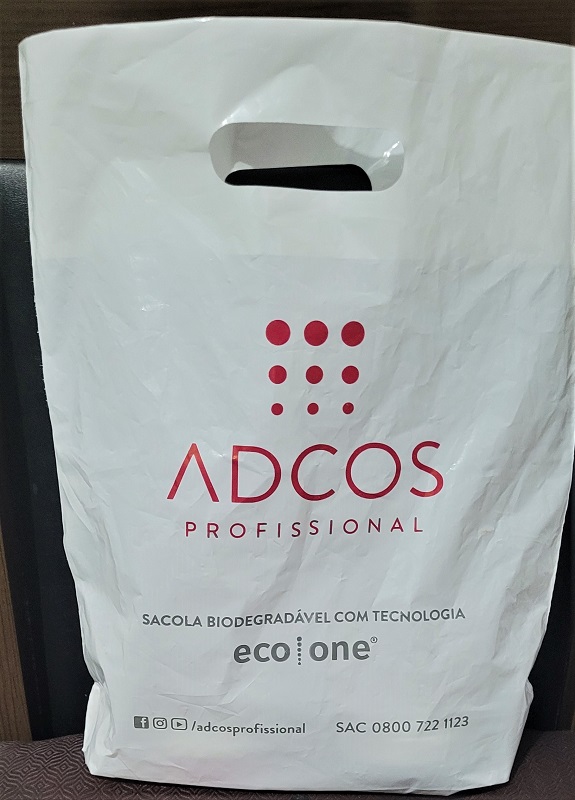 ADCOS
PROFISSIONAL
SACOLA BIODEGRADÁVEL COM TECNOLOGIA
eco one®
/adcosprofissional SAC 0800 722 1123